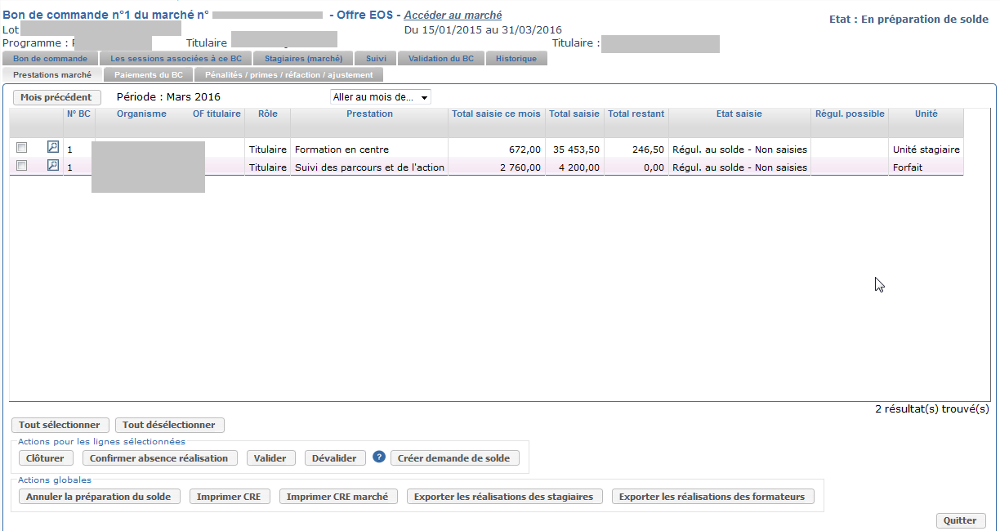 Bon de commande n°1 du marché n° - Offre EOS - Accéder au marché
Etat : En préparation de solde
Lot
Du 15/01/2015 au 31/03/2016
Programme :
Titulaire
Titulaire :
Bon de commande Les sessions associées à ce BC Stagiaires (marché) Suivi Validation du BC Historique
Prestations marché Paiements du BC Pénalités / primes / réfaction / ajustement
Mois précédent Période : Mars 2016 Aller au mois de...
N° BC Organisme OF titulaire Rôle Prestation Total saisie ce mois Total saisie Total restant Etat saisie Régul. possible Unité
1 Titulaire Formation en centre 672,00 35 453,50 246,50 Régul. au solde - Non saisies Unité stagiaire
1 Titulaire Suivi des parcours et de l'action 2 760,00 4 200,00 0,00 Régul. au solde - Non saisies Forfait
2 résultat(s) trouvé(s)
Tout sélectionner Tout désélectionner
Actions pour les lignes sélectionnées
Clôturer Confirmer absence réalisation Valider Dévalider ? Créer demande de solde
Actions globales
Annuler la préparation du solde Imprimer CRE Imprimer CRE marché Exporter les réalisations des stagiaires Exporter les réalisations des formateurs
Quitter